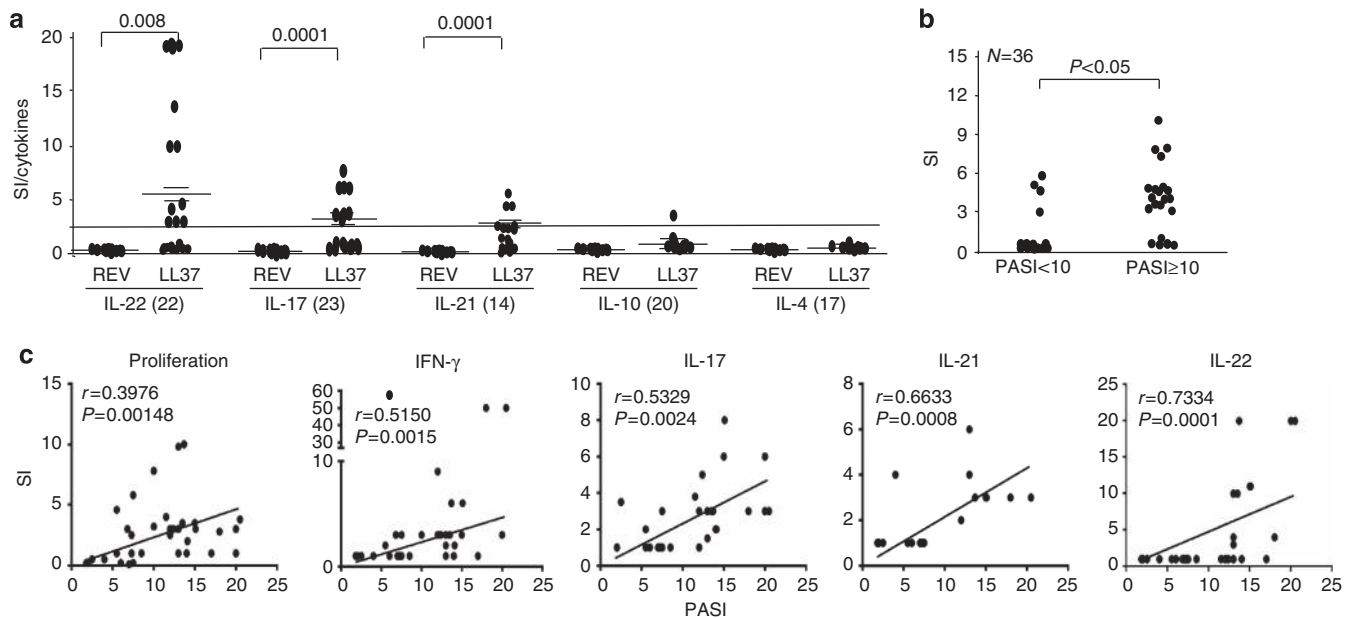 a
0.008
0.0001
0.0001
SI/cytokines
20
15
10
5
0
REV LL37 REV LL37 REV LL37 REV LL37 REV LL37
IL-22 (22) IL-17 (23) IL-21 (14) IL-10 (20) IL-4 (17)
b
N=36
P<0.05
SI
15
12
9
6
3
0
PASI<10 PASI≥10
c
Proliferation
r=0.3976
P=0.00148
SI
15
10
5
0
0 5 10 15 20 25
IFN-γ
r=0.5150
P=0.0015
60
50
40
30
10
0
0 5 10 15 20 25
IL-17
r=0.5329
P=0.0024
10
8
6
4
2
0
0 5 10 15 20 25
IL-21
r=0.6633
P=0.0008
8
6
4
2
0
0 5 10 15 20 25
IL-22
r=0.7334
P=0.0001
25
20
15
10
5
0
0 5 10 15 20 25
PASI